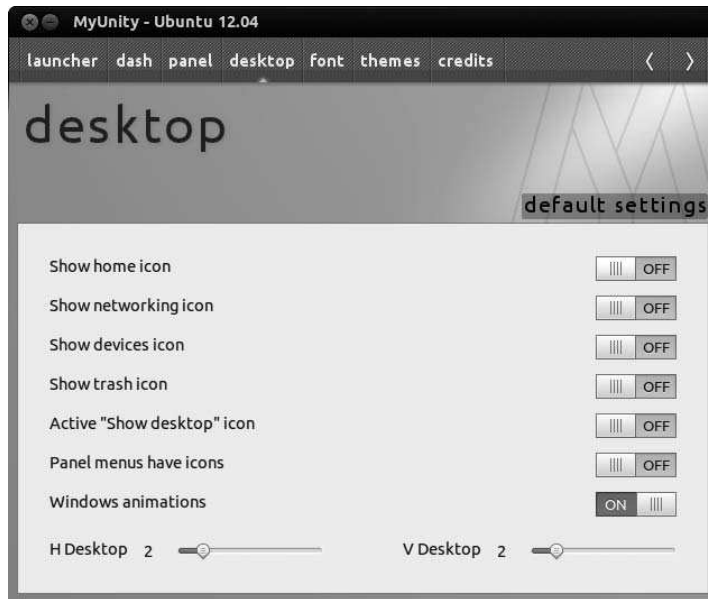 MyUnity - Ubuntu 12.04
launcher dash panel desktop font themes credits
desktop
default settings
Show home icon OFF
Show networking icon OFF
Show devices icon OFF
Show trash icon OFF
Active "Show desktop" icon OFF
Panel menus have icons OFF
Windows animations ON
H Desktop 2 V Desktop 2